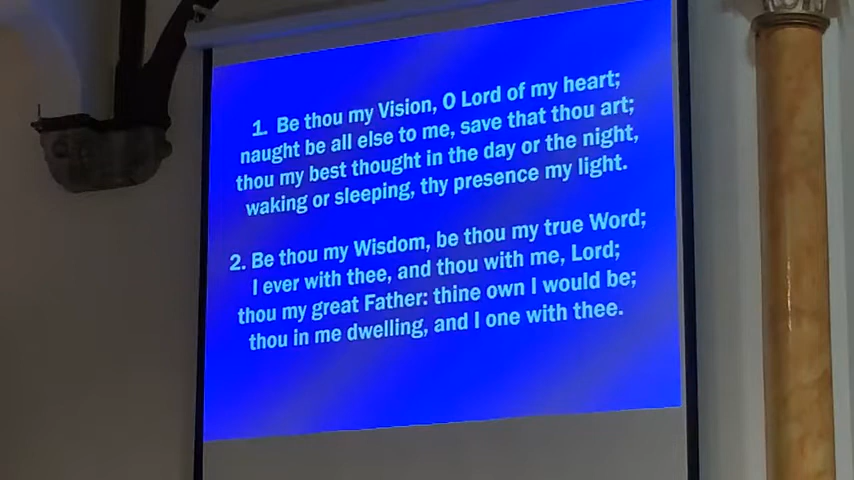 1. Be thou my Vision, O Lord of my heart;
naught be all else to me, save that thou art;
thou my best thought in the day or the night,
waking or sleeping, thy presence my light.
2. Be thou my Wisdom, be thou my true Word;
I ever with thee, and thou with me, Lord;
thou my great Father: thine own I would be;
thou in me dwelling, and I one with thee.